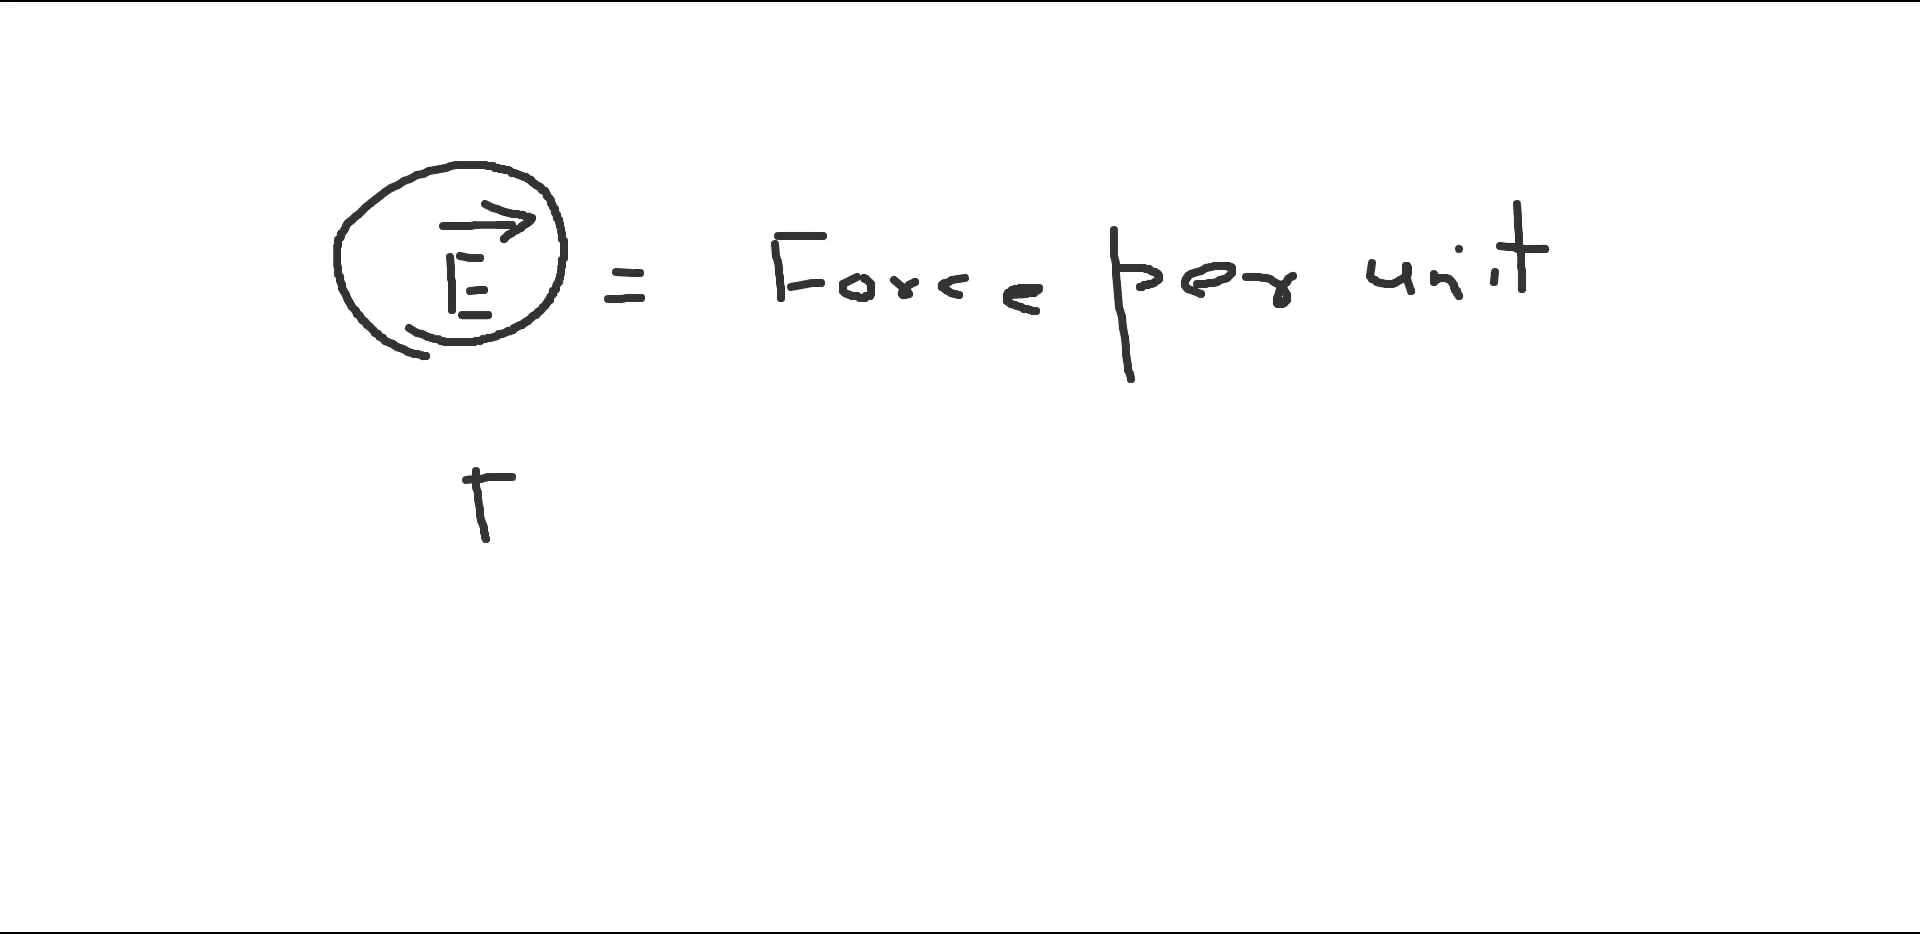 E⃗ = Force per unit